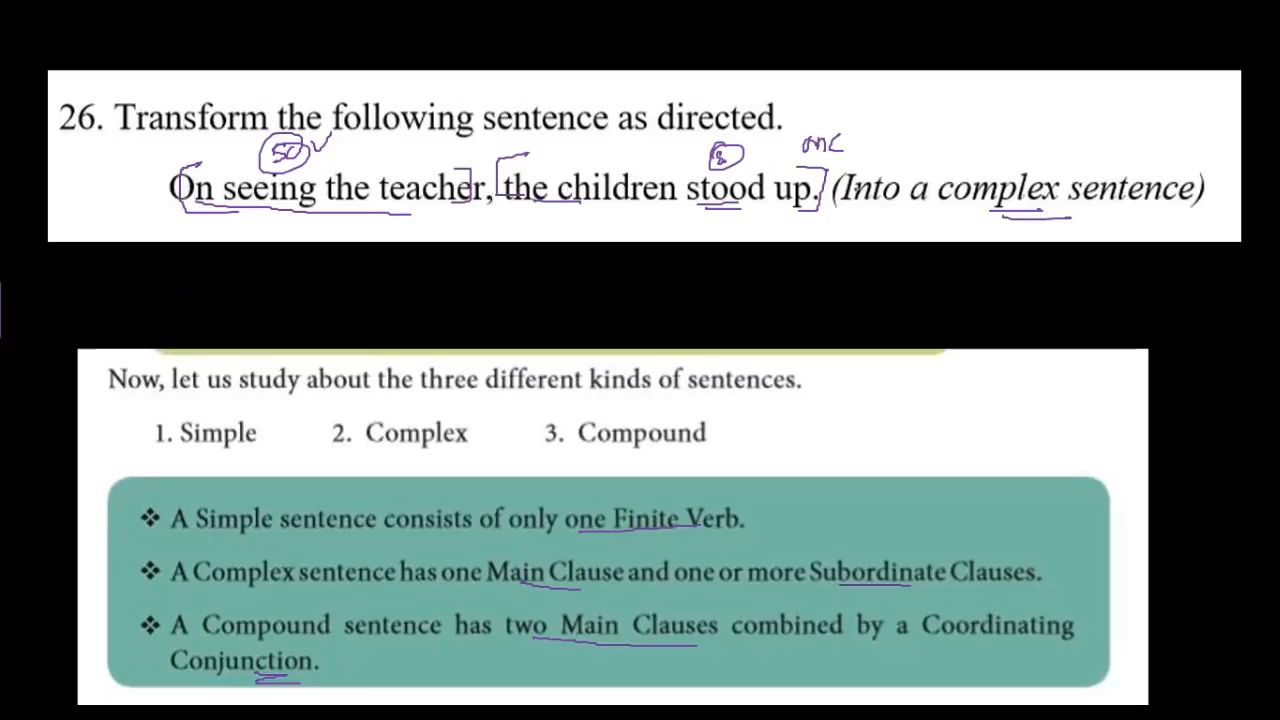 26. Transform the following sentence as directed.
SC
MC
On seeing the teacher, the children stood up. (Into a complex sentence)
Now, let us study about the three different kinds of sentences.
1. Simple 2. Complex 3. Compound
❖ A Simple sentence consists of only one Finite Verb.
❖ A Complex sentence has one Main Clause and one or more Subordinate Clauses.
❖ A Compound sentence has two Main Clauses combined by a Coordinating
Conjunction.